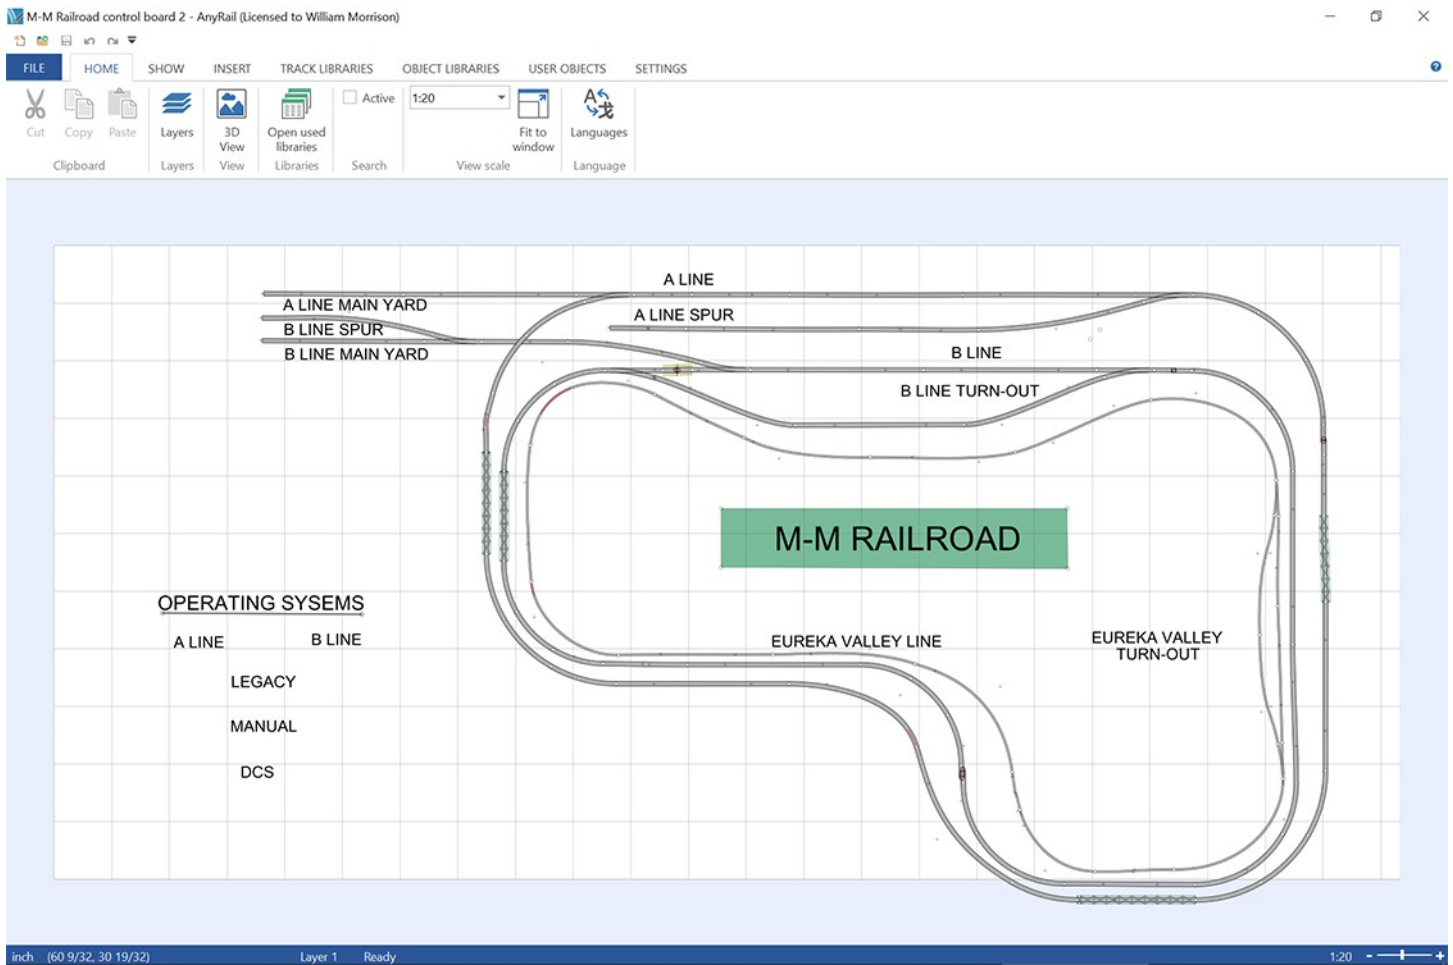 M-M Railroad control board 2 - AnyRail (Licensed to William Morrison)
FILE HOME SHOW INSERT TRACK LIBRARIES OBJECT LIBRARIES USER OBJECTS SETTINGS
Cut Copy Paste
Layers
3D
View
Open used
libraries
Active
1:20
Fit to
window
Languages
Clipboard Layers View Libraries Search View scale Language
A LINE
A LINE MAIN YARD
A LINE SPUR
B LINE SPUR
B LINE MAIN YARD
B LINE
B LINE TURN-OUT
M-M RAILROAD
OPERATING SYSEMS
A LINE B LINE
EUREKA VALLEY LINE
EUREKA VALLEY
TURN-OUT
LEGACY
MANUAL
DCS
inch (60 9/32, 30 19/32) Layer 1 Ready 1:20